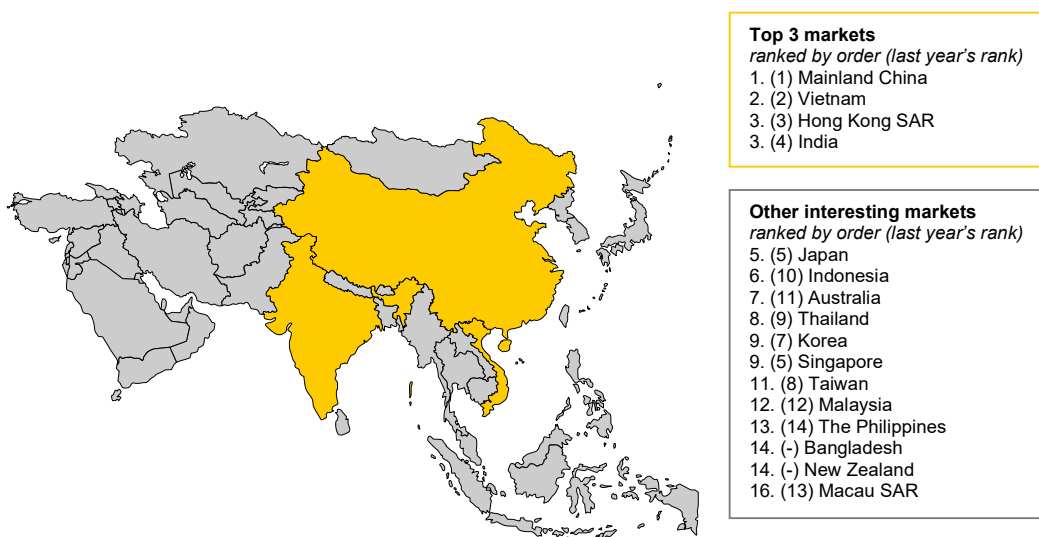 Top 3 markets
ranked by order (last year’s rank)
1. (1) Mainland China
2. (2) Vietnam
3. (3) Hong Kong SAR
3. (4) India
Other interesting markets
ranked by order (last year’s rank)
5. (5) Japan
6. (10) Indonesia
7. (11) Australia
8. (9) Thailand
9. (7) Korea
9. (5) Singapore
11. (8) Taiwan
12. (12) Malaysia
13. (14) The Philippines
14. (-) Bangladesh
14. (-) New Zealand
16. (13) Macau SAR